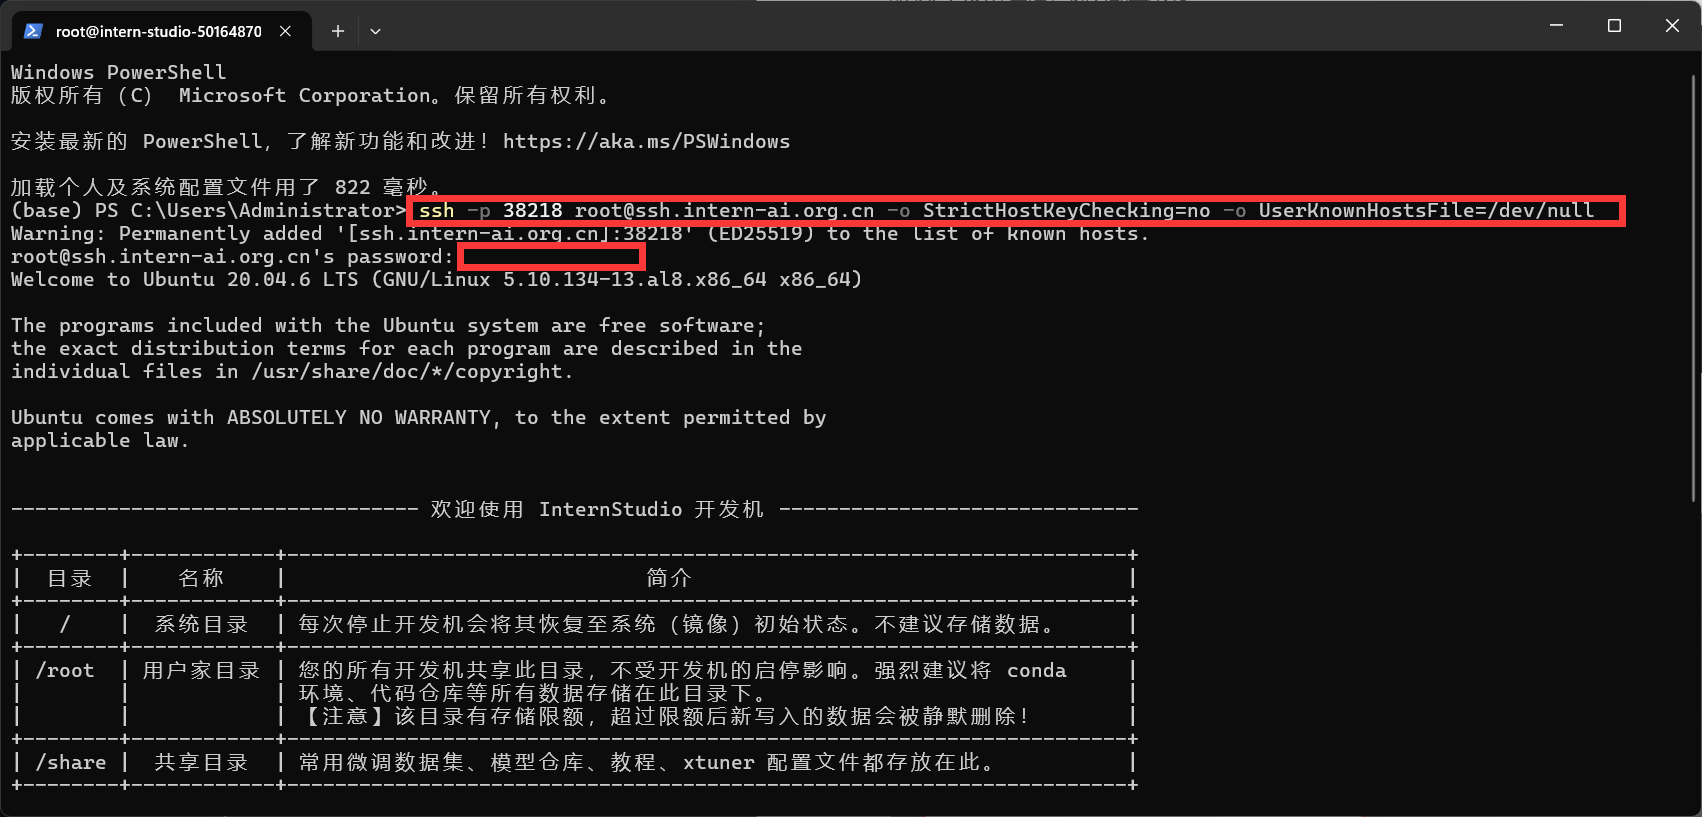 root@intern-studio-50164870
Windows PowerShell
版权所有（C） Microsoft Corporation。保留所有权利。
安装最新的 PowerShell，了解新功能和改进！https://aka.ms/PSWindows
加载个人及系统配置文件用了 822 毫秒。
(base) PS C:\Users\Administrator> ssh -p 38218 root@ssh.intern-ai.org.cn -o StrictHostKeyChecking=no -o UserKnownHostsFile=/dev/null
Warning: Permanently added '[ssh.intern-ai.org.cn]:38218' (ED25519) to the list of known hosts.
root@ssh.intern-ai.org.cn's password:
Welcome to Ubuntu 20.04.6 LTS (GNU/Linux 5.10.134-13.al8.x86_64 x86_64)
The programs included with the Ubuntu system are free software;
the exact distribution terms for each program are described in the
individual files in /usr/share/doc/*/copyright.
Ubuntu comes with ABSOLUTELY NO WARRANTY, to the extent permitted by
applicable law.
---------------------------------- 欢迎使用 InternStudio 开发机 ------------------------------
+--------+------------+----------------------------------------------------------------------+
| 目录 | 名称 | 简介 |
+--------+------------+----------------------------------------------------------------------+
| / | 系统目录 | 每次停止开发机会将其恢复至系统（镜像）初始状态。不建议存储数据。 |
+--------+------------+----------------------------------------------------------------------+
| /root | 用户家目录 | 您的所有开发机共享此目录，不受开发机的启停影响。强烈建议将 conda |
| | | 环境、代码仓库等所有数据存储在此目录下。 |
| | | 【注意】该目录有存储限额，超过限额后新写入的数据会被静默删除！ |
+--------+------------+----------------------------------------------------------------------+
| /share | 共享目录 | 常用微调数据集、模型仓库、教程、xtuner 配置文件都存放在此。 |
+--------+------------+----------------------------------------------------------------------+